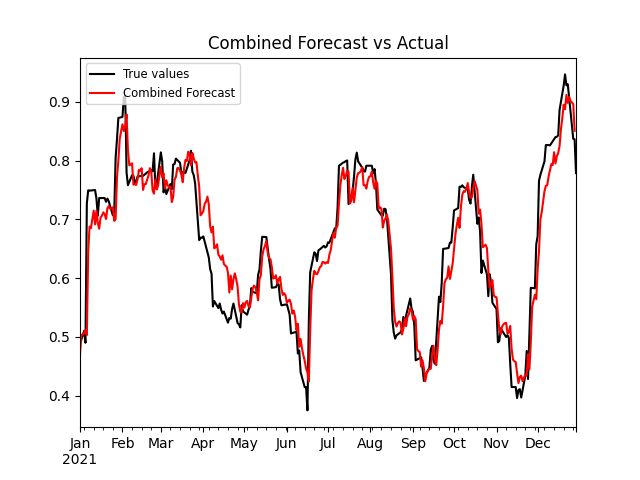 Combined Forecast vs Actual
True values
Combined Forecast
0.9
0.8
0.7
0.6
0.5
0.4
Jan Feb Mar Apr May Jun Jul Aug Sep Oct Nov Dec
2021